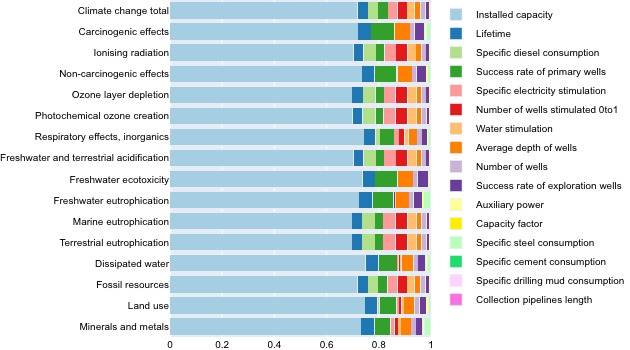 Climate change total
Carcinogenic effects
Ionising radiation
Non-carcinogenic effects
Ozone layer depletion
Photochemical ozone creation
Respiratory effects, inorganics
Freshwater and terrestrial acidification
Freshwater ecotoxicity
Freshwater eutrophication
Marine eutrophication
Terrestrial eutrophication
Dissipated water
Fossil resources
Land use
Minerals and metals
0 0.2 0.4 0.6 0.8 1
Installed capacity
Lifetime
Specific diesel consumption
Success rate of primary wells
Specific electricity stimulation
Number of wells stimulated 0to1
Water stimulation
Average depth of wells
Number of wells
Success rate of exploration wells
Auxiliary power
Capacity factor
Specific steel consumption
Specific cement consumption
Specific drilling mud consumption
Collection pipelines length